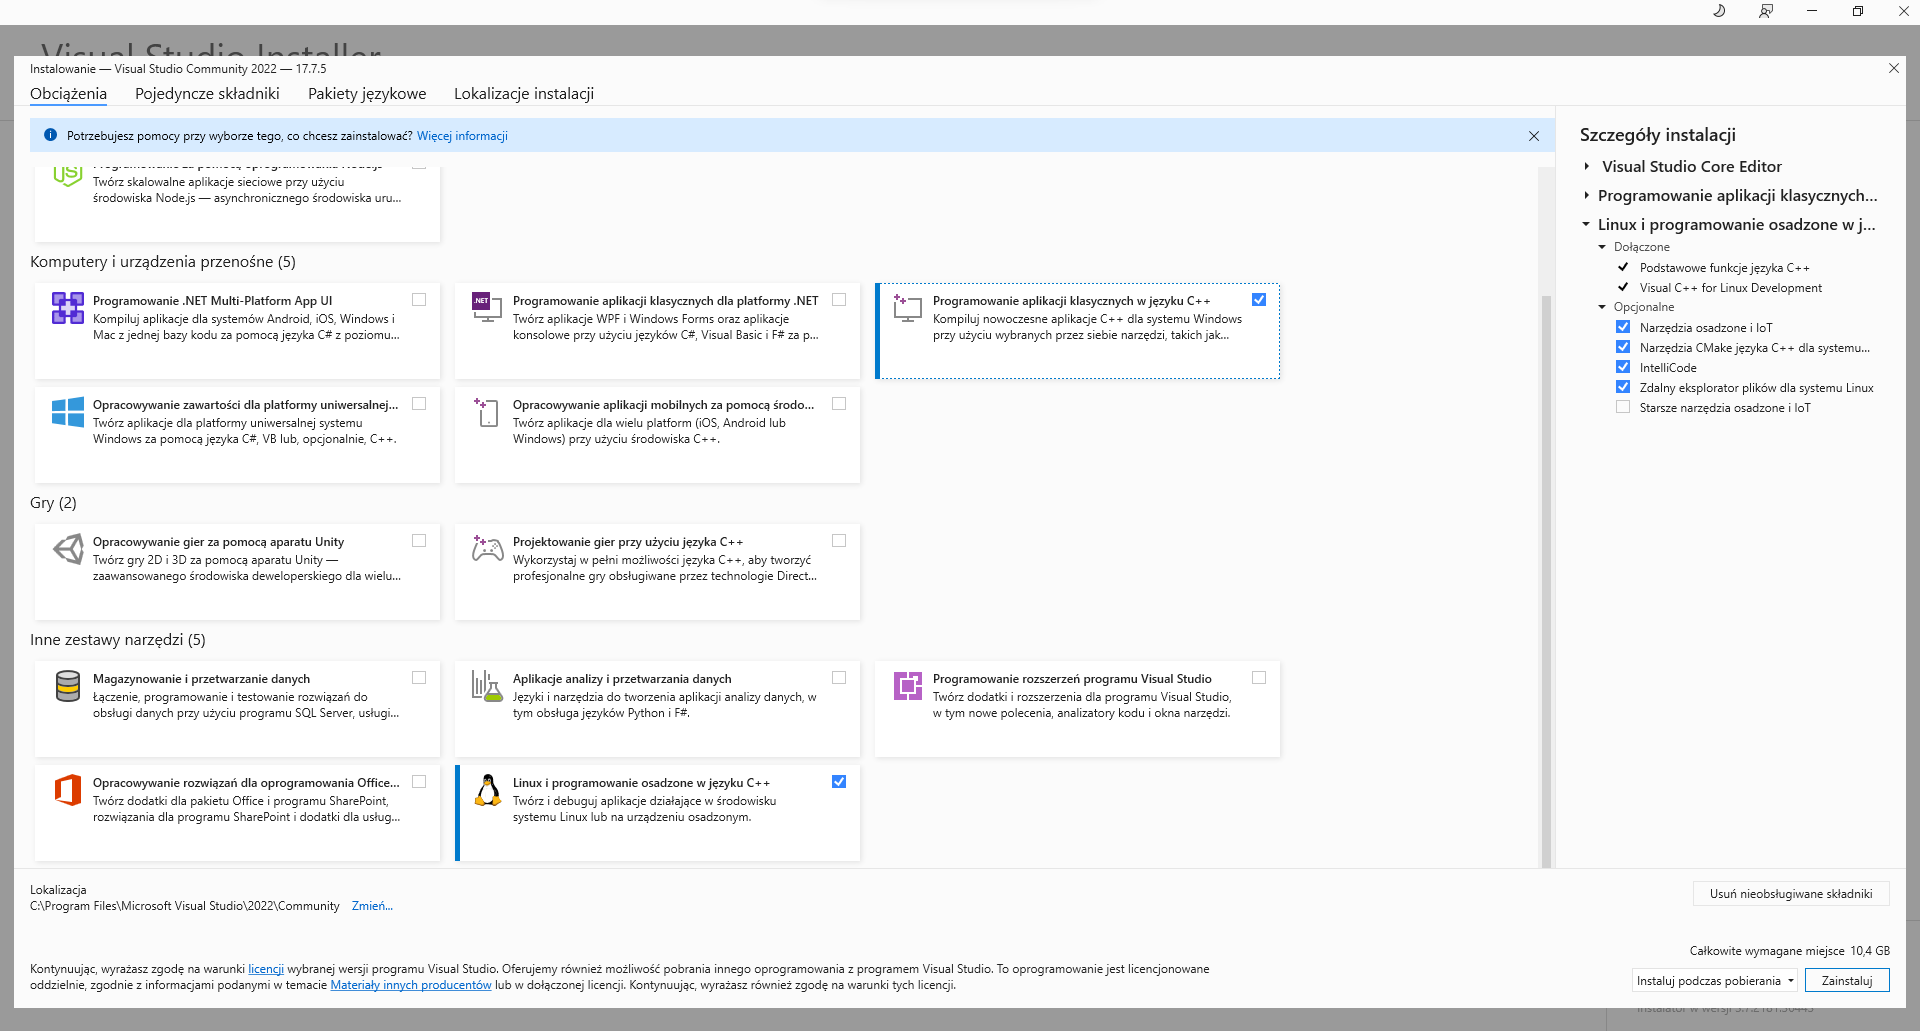 Visual Studio Installer
Instalowanie — Visual Studio Community 2022 — 17.7.5
Obciążenia
Pojedyncze składniki
Pakiety językowe
Lokalizacje instalacji
Potrzebujesz pomocy przy wyborze tego, co chcesz zainstalować? Więcej informacji
Programowanie za pomocą oprogramowania Node.js
Twórz skalowalne aplikacje sieciowe przy użyciu
środowiska Node.js — asynchronicznego środowiska uru...
Komputery i urządzenia przenośne (5)
Programowanie .NET Multi-Platform App UI
Kompiluj aplikacje dla systemów Android, iOS, Windows i
Mac z jednej bazy kodu za pomocą języka C# z poziomu...
.NET
Programowanie aplikacji klasycznych dla platformy .NET
Twórz aplikacje WPF i Windows Forms oraz aplikacje
konsolowe przy użyciu języków C#, Visual Basic i F# za p...
Programowanie aplikacji klasycznych w języku C++
Kompiluj nowoczesne aplikacje C++ dla systemu Windows
przy użyciu wybranych przez siebie narzędzi, takich jak...
Opracowywanie zawartości dla platformy uniwersalnej...
Twórz aplikacje dla platformy uniwersalnej systemu
Windows za pomocą języka C#, VB lub, opcjonalnie, C++.
Opracowywanie aplikacji mobilnych za pomocą środo...
Twórz aplikacje dla wielu platform (iOS, Android lub
Windows) przy użyciu środowiska C++.
Gry (2)
Opracowywanie gier za pomocą aparatu Unity
Twórz gry 2D i 3D za pomocą aparatu Unity —
zaawansowanego środowiska deweloperskiego dla wielu...
Projektowanie gier przy użyciu języka C++
Wykorzystaj w pełni możliwości języka C++, aby tworzyć
profesjonalne gry obsługiwane przez technologie Direct...
Inne zestawy narzędzi (5)
Magazynowanie i przetwarzanie danych
Łączenie, programowanie i testowanie rozwiązań do
obsługi danych przy użyciu programu SQL Server, usługi...
Aplikacje analizy i przetwarzania danych
Języki i narzędzia do tworzenia aplikacji analizy danych, w
tym obsługa języków Python i F#.
Programowanie rozszerzeń programu Visual Studio
Twórz dodatki i rozszerzenia dla programu Visual Studio,
w tym nowe polecenia, analizatory kodu i okna narzędzi.
Opracowywanie rozwiązań dla oprogramowania Office...
Twórz dodatki dla pakietu Office i programu SharePoint,
rozwiązania dla programu SharePoint i dodatki dla usług...
Linux i programowanie osadzone w języku C++
Twórz i debuguj aplikacje działające w środowisku
systemu Linux lub na urządzeniu osadzonym.
Szczegóły instalacji
Visual Studio Core Editor
Programowanie aplikacji klasycznych...
Linux i programowanie osadzone w j...
Dołączone
Podstawowe funkcje języka C++
Visual C++ for Linux Development
Opcjonalne
Narzędzia osadzone i IoT
Narzędzia CMake języka C++ dla systemu...
IntelliCode
Zdalny eksplorator plików dla systemu Linux
Starsze narzędzia osadzone i IoT
Lokalizacja
C:\Program Files\Microsoft Visual Studio\2022\Community Zmień...
Usuń nieobsługiwane składniki
Całkowite wymagane miejsce 10,4 GB
Kontynuując, wyrażasz zgodę na warunki licencji wybranej wersji programu Visual Studio. Oferujemy również możliwość pobrania innego oprogramowania z programem Visual Studio. To oprogramowanie jest licencjonowane
oddzielnie, zgodnie z informacjami podanymi w temacie Materiały innych producentów lub w dołączonej licencji. Kontynuując, wyrażasz również zgodę na warunki tych licencji.
Instaluj podczas pobierania
Zainstaluj